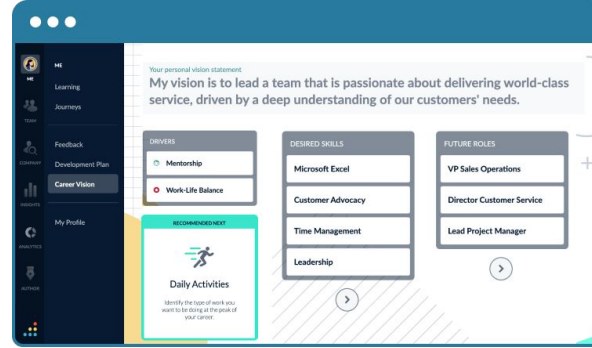 ME
TEAM
COMPANY
INSIGHTS
ANALYTICS
AUTHOR
ME
Learning
Journeys
Feedback
Development Plan
Career Vision
My Profile
Your personal vision statement
My vision is to lead a team that is passionate about delivering world-class
service, driven by a deep understanding of our customers' needs.
DRIVERS
Mentorship
Work-Life Balance
RECOMMENDED NEXT
Daily Activities
Identify the type of work you
want to be doing at the peak of
your career.
DESIRED SKILLS
Microsoft Excel
Customer Advocacy
Time Management
Leadership
FUTURE ROLES
VP Sales Operations
Director Customer Service
Lead Project Manager